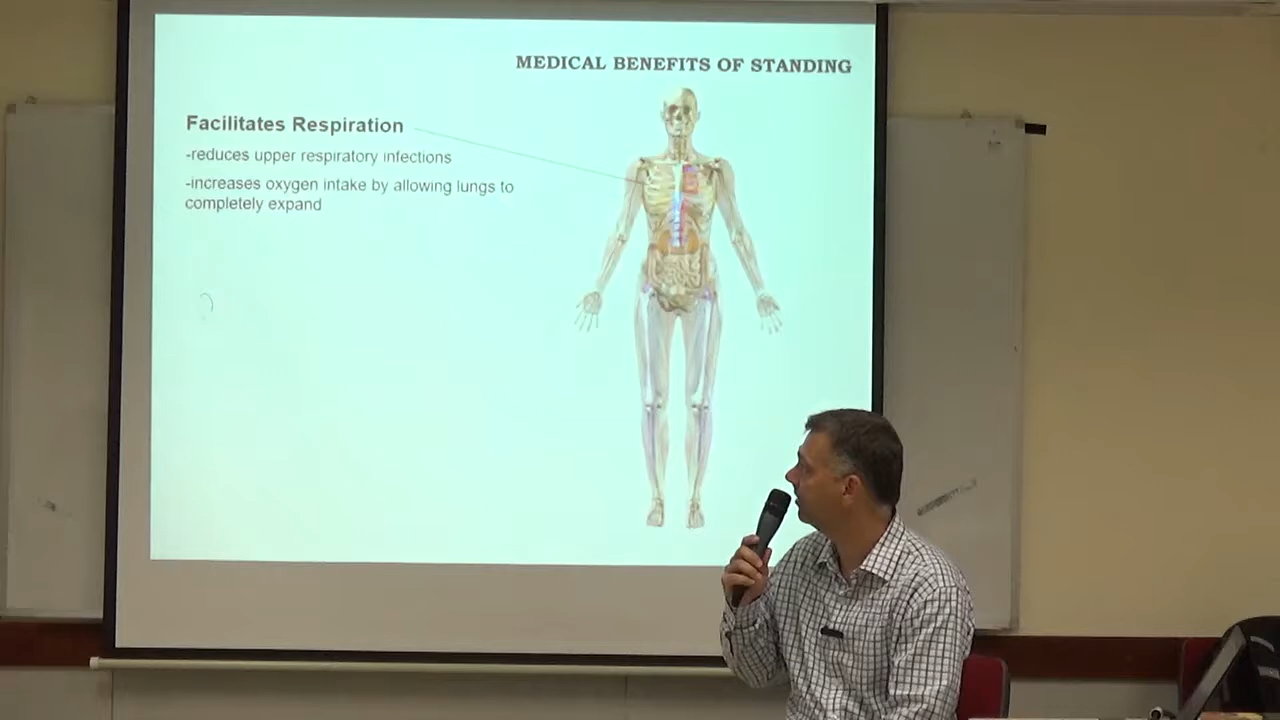 MEDICAL BENEFITS OF STANDING
Facilitates Respiration
-reduces upper respiratory infections
-increases oxygen intake by allowing lungs to
completely expand